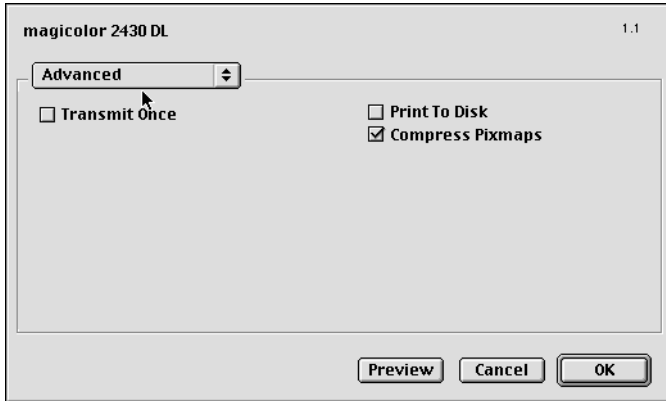 magicolor 2430 DL
1.1
Advanced
Transmit Once
Print To Disk
Compress Pixmaps
Preview
Cancel
OK